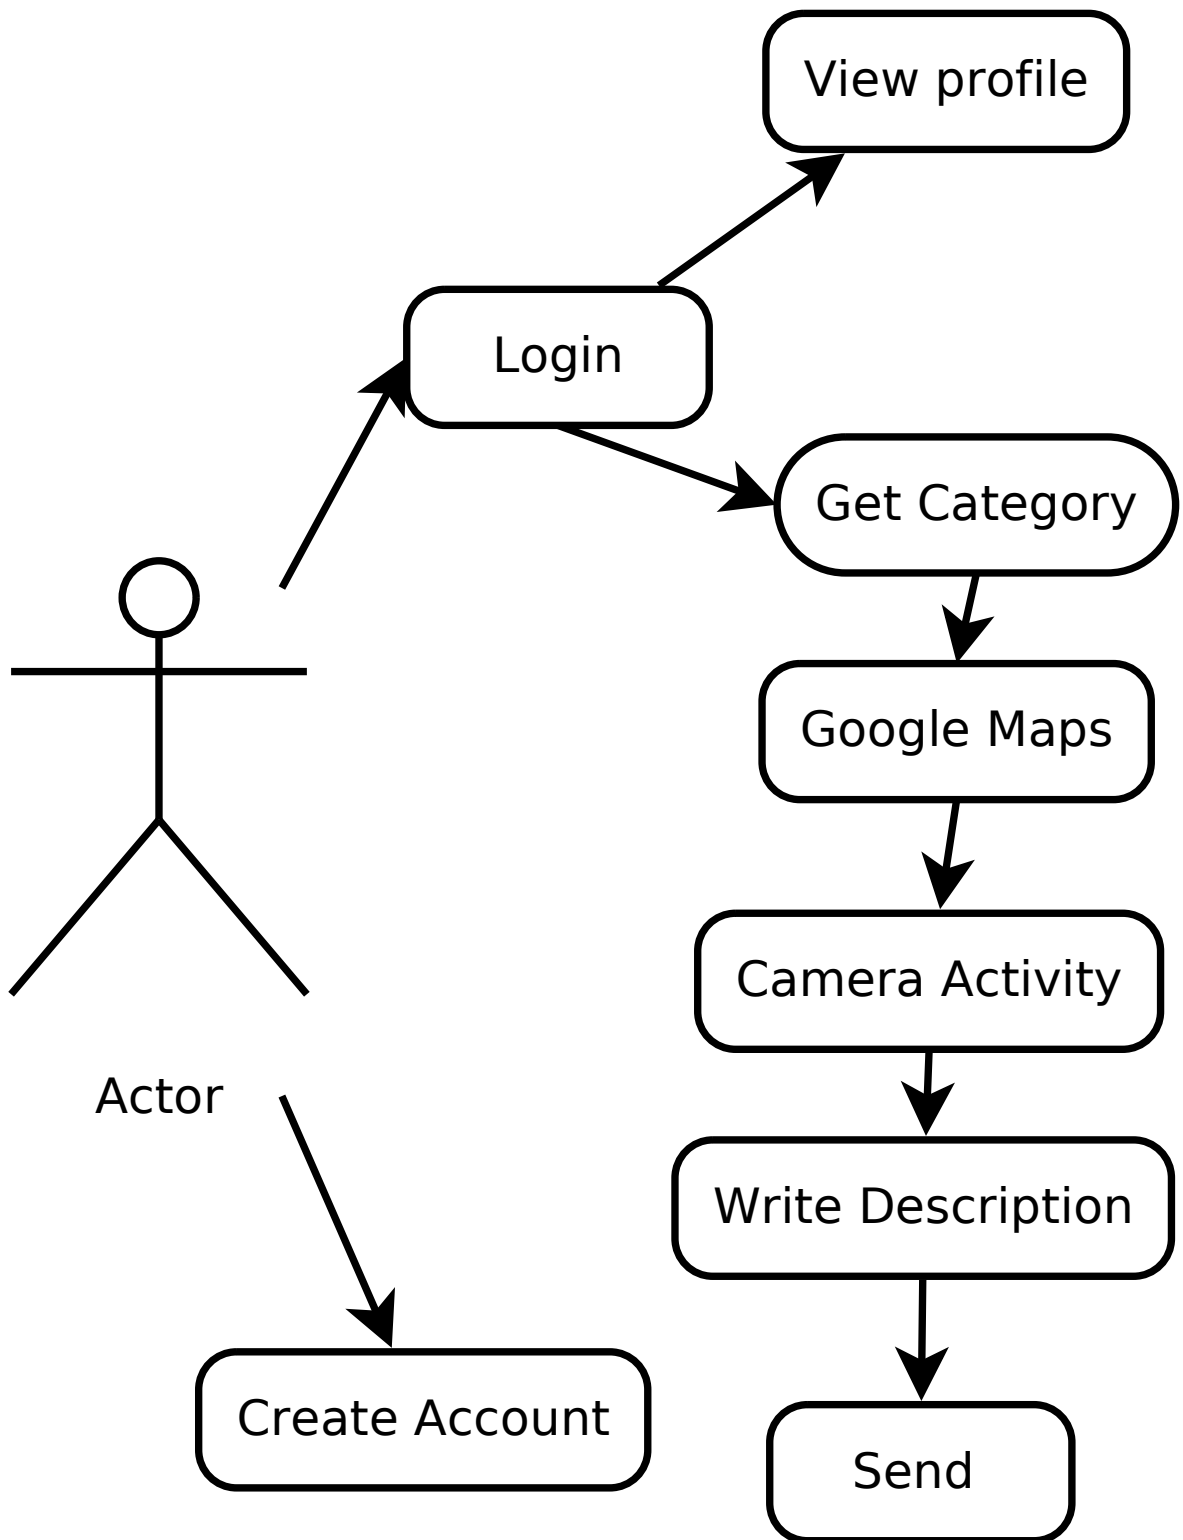 View profile
Login
Get Category
Google Maps
Camera Activity
Actor
Write Description
Create Account
Send